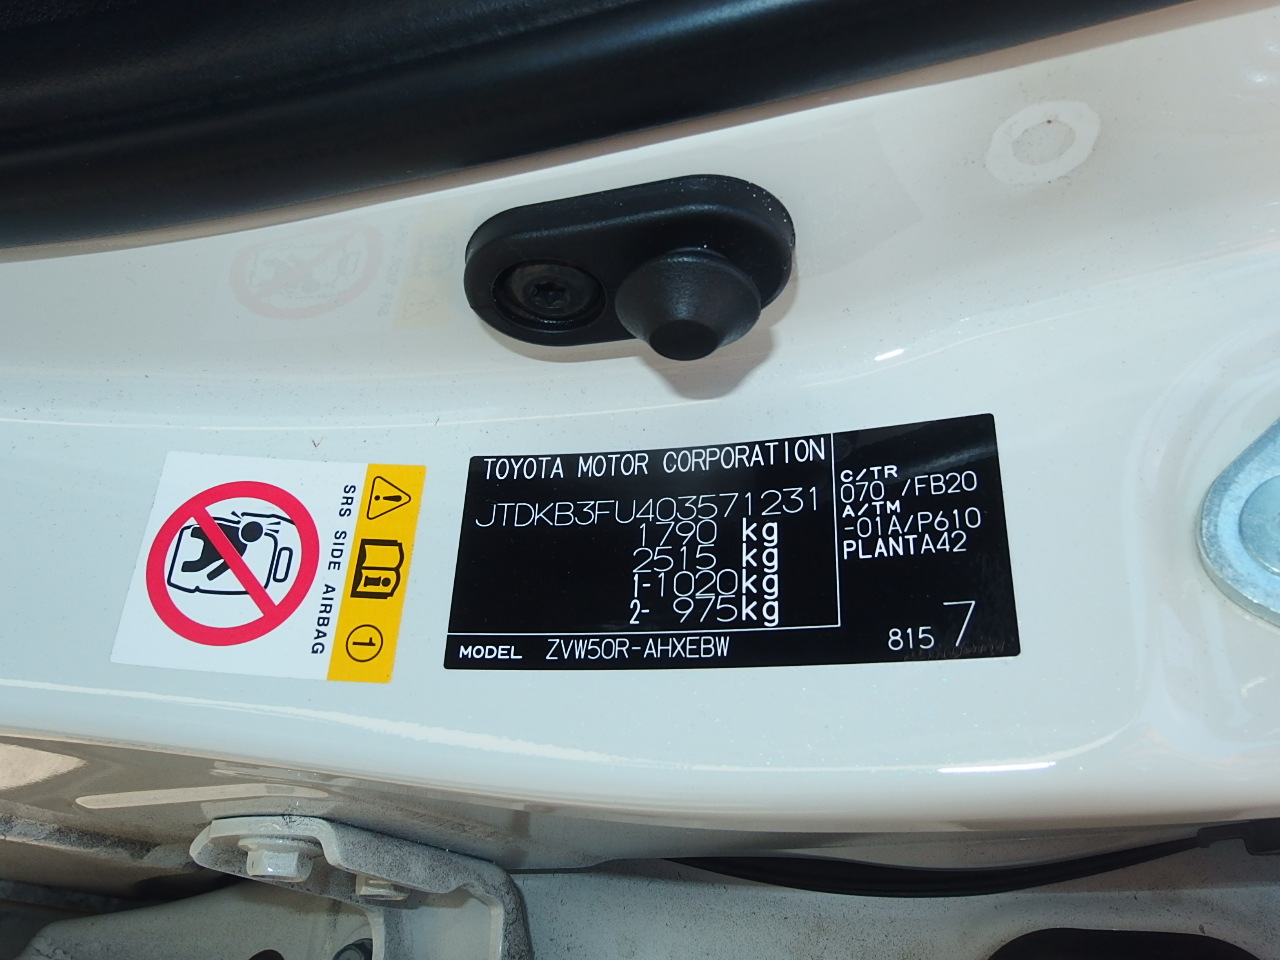 TOYOTA MOTOR CORPORATION
JTDKB3FU403571231
1790 kg
2515 kg
1-1020kg
2- 975kg
MODEL ZVW50R-AHXEBW
C/TR
070 /FB20
A/TM
-01A/P610
PLANTA42
815 7
SRS SIDE AIRBAG
1